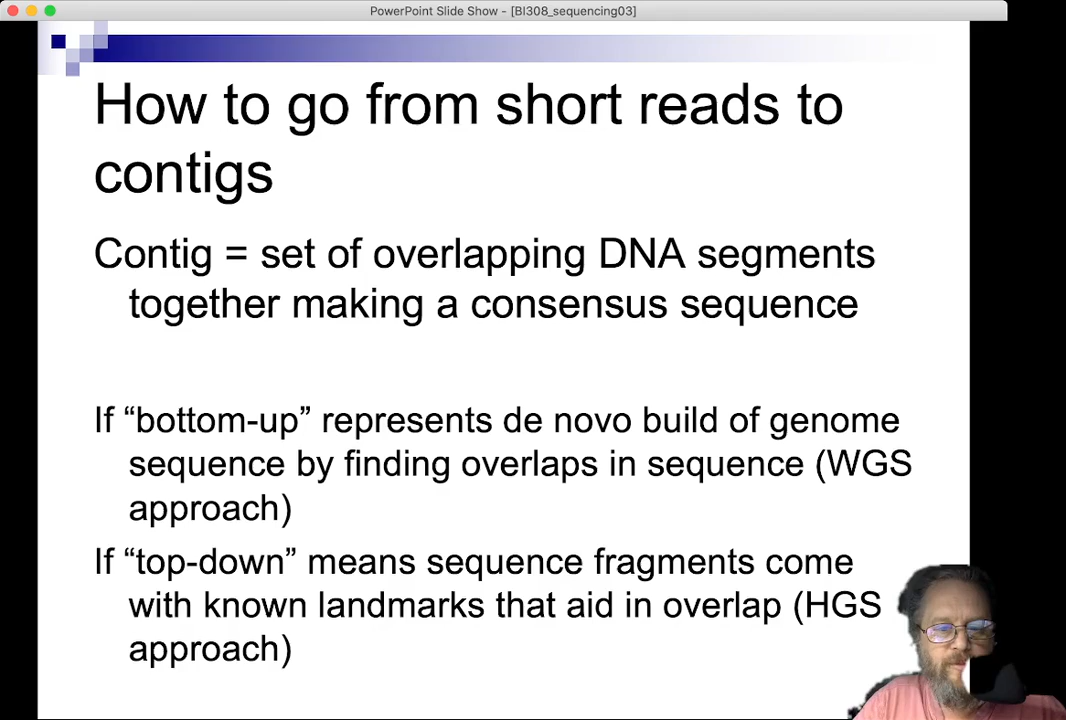 PowerPoint Slide Show - [BI308_sequencing03]
How to go from short reads to
contigs
Contig = set of overlapping DNA segments
together making a consensus sequence
If “bottom-up” represents de novo build of genome
sequence by finding overlaps in sequence (WGS
approach)
If “top-down” means sequence fragments come
with known landmarks that aid in overlap (HGS
approach)